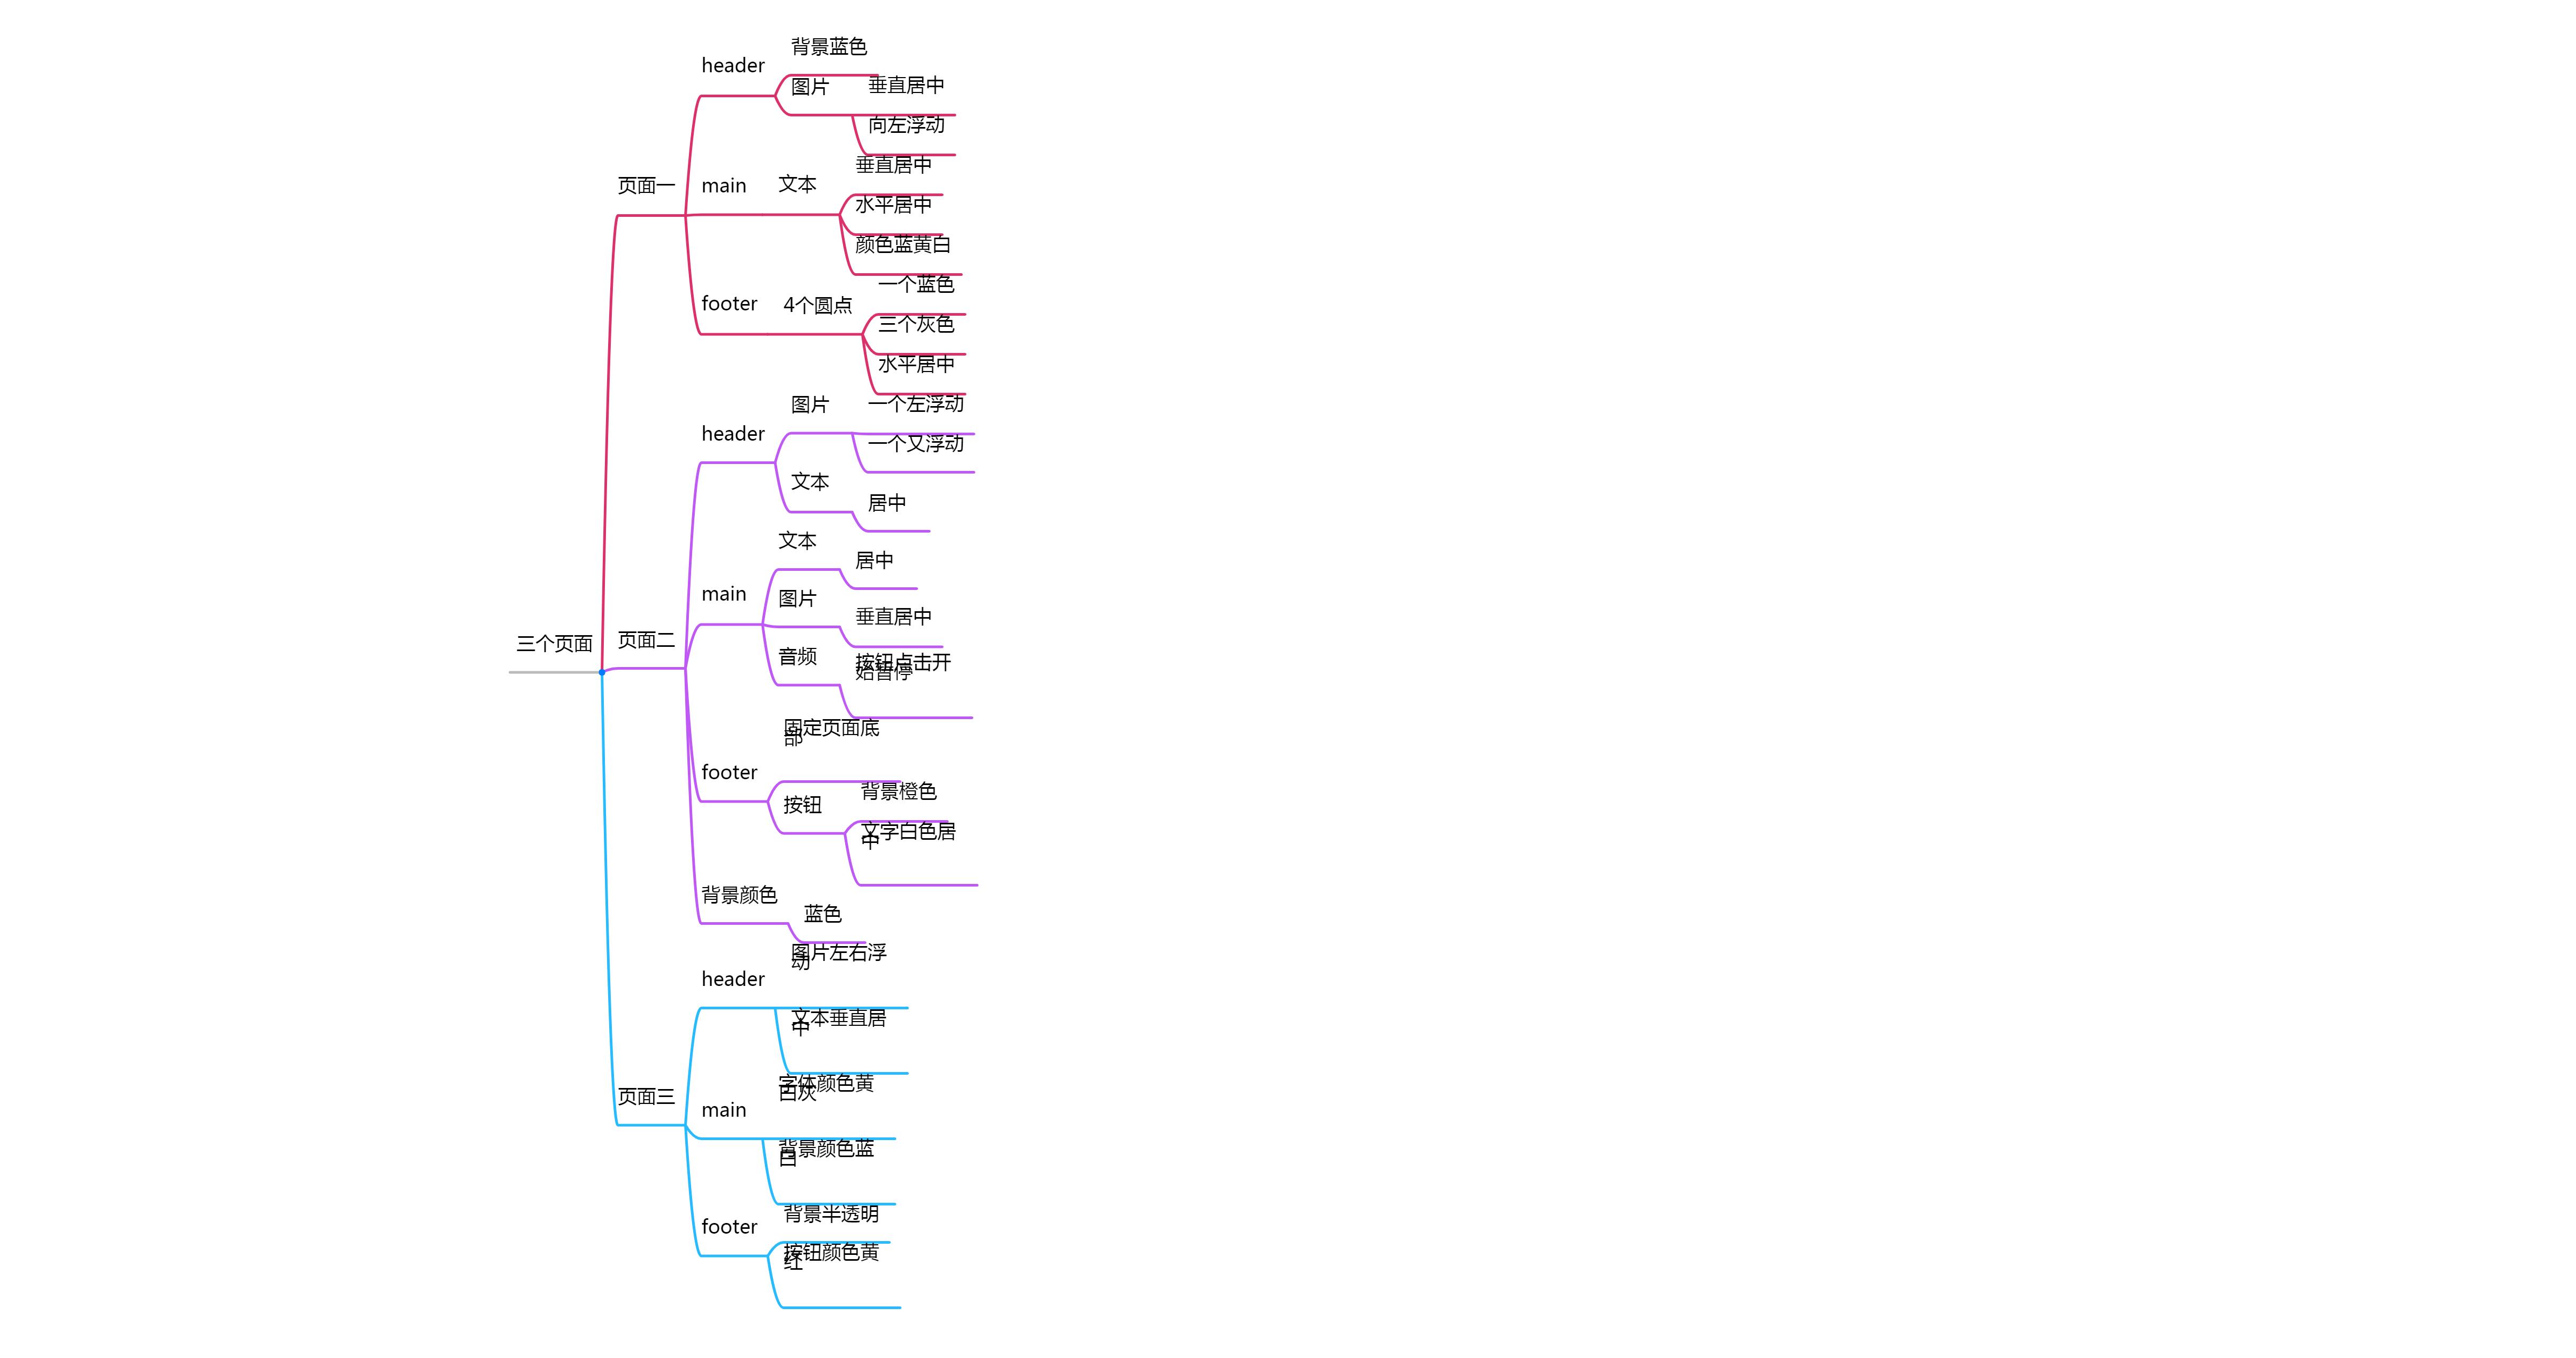 三个页面
页面一
header
背景蓝色
图片
垂直居中
向左浮动
main
文本
垂直居中
水平居中
颜色蓝黄白
footer
4个圆点
一个蓝色
三个灰色
水平居中
页面二
header
图片
一个左浮动
一个又浮动
文本
居中
main
文本
居中
图片
垂直居中
音频
按钮点击开
始暂停
footer
固定页面底
部
按钮
背景橙色
文字白色居
中
背景颜色
蓝色
页面三
header
图片左右浮
动
文本垂直居
中
main
字体颜色黄
白灰
背景颜色蓝
白
footer
背景半透明
按钮颜色黄
红